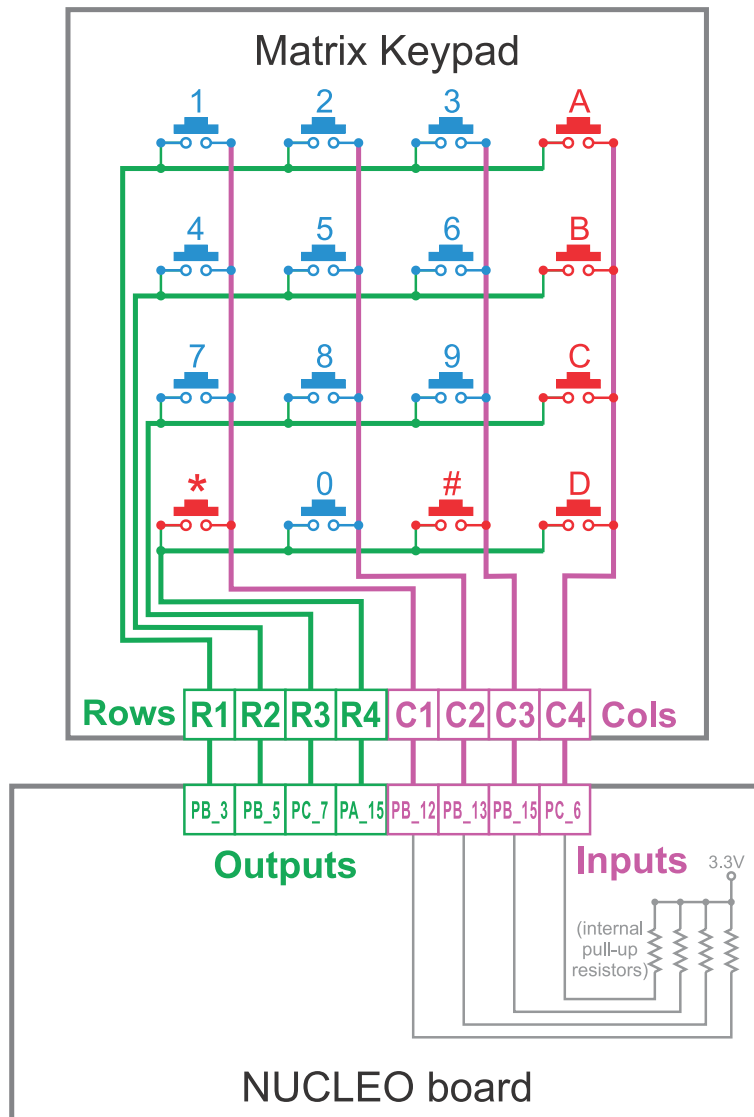 Matrix Keypad
1 2 3 A
4 5 6 B
7 8 9 C
* 0 # D
Rows R1 R2 R3 R4 C1 C2 C3 C4 Cols
PB_3 PB_5 PC_7 PA_15 PB_12 PB_13 PB_15 PC_6
Outputs Inputs
3.3V
(internal
pull-up
resistors)
NUCLEO board